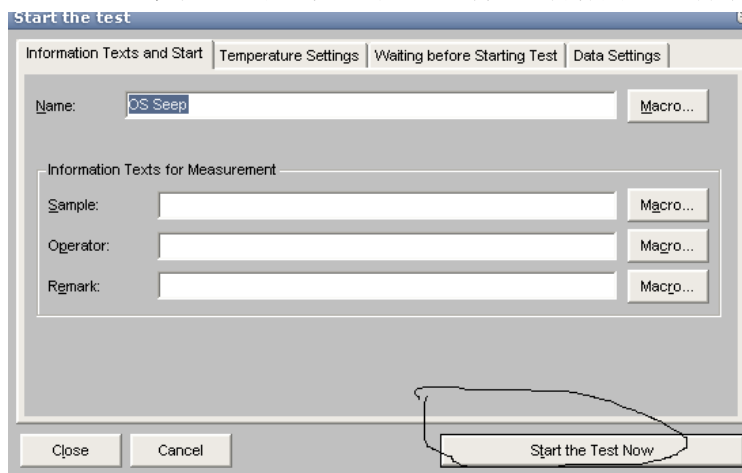 Start the test
Information Texts and Start Temperature Settings Waiting before Starting Test Data Settings
Name: OS Seep Macro...
Information Texts for Measurement
Sample: Macro...
Operator: Macro...
Remark: Macro...
Close Cancel Start the Test Now